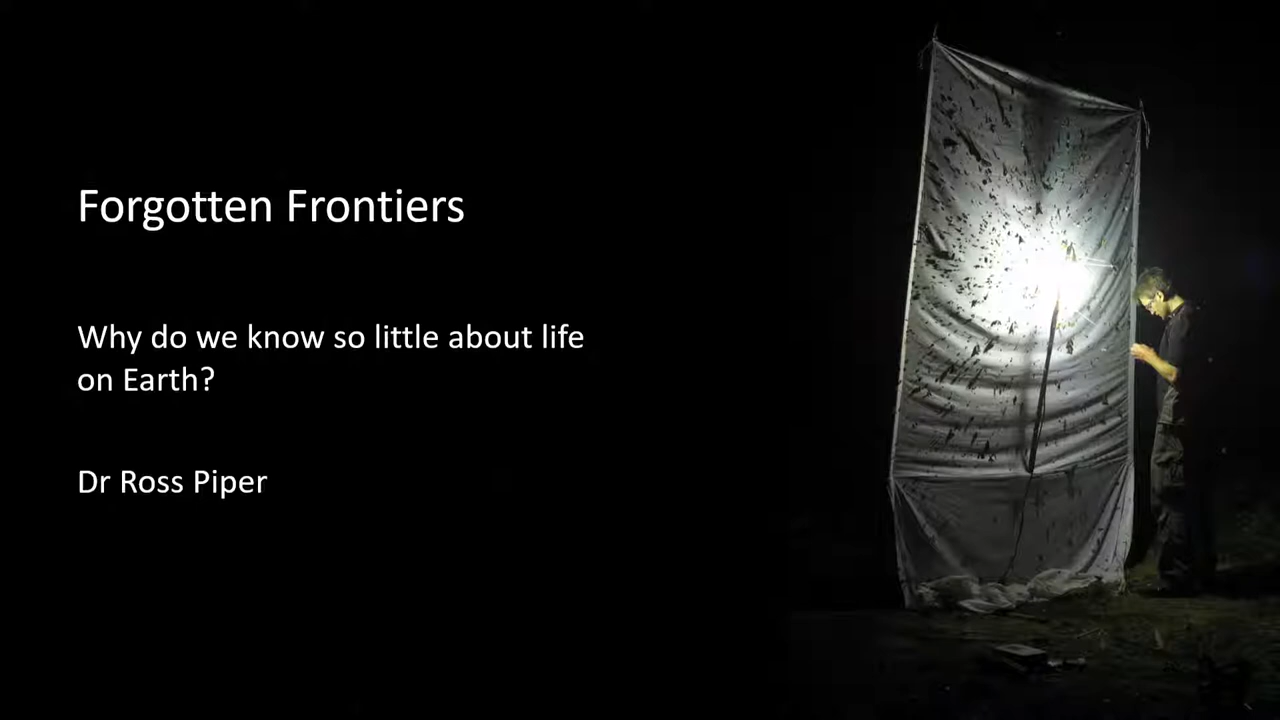 Forgotten Frontiers
Why do we know so little about life
on Earth?
Dr Ross Piper